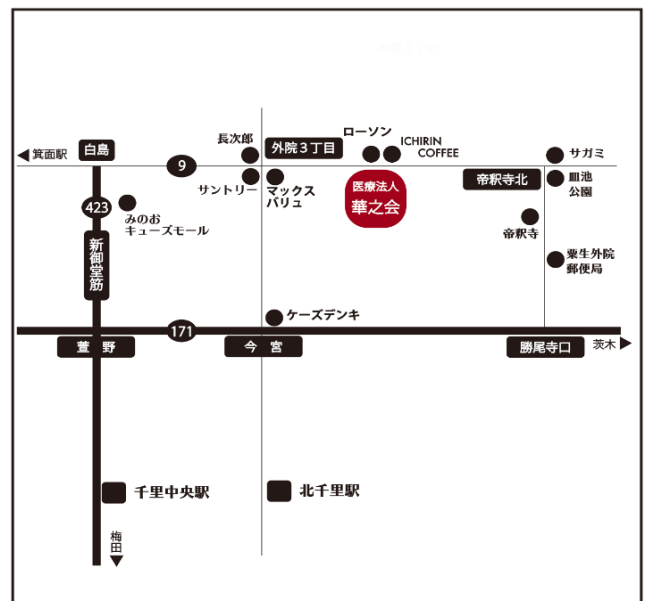 長次郎
外院3丁目
ローソン
ICHIRIN
COFFEE
サガミ
箕面駅
白島
9
サントリー
マックス
バリュ
医療法人
華之会
帝釈寺北
皿池
公園
423
みのお
キューズモール
帝釈寺
新御堂筋
粟生外院
郵便局
ケーズデンキ
171
萱野
今宮
勝尾寺口
茨木
千里中央駅
北千里駅
梅田